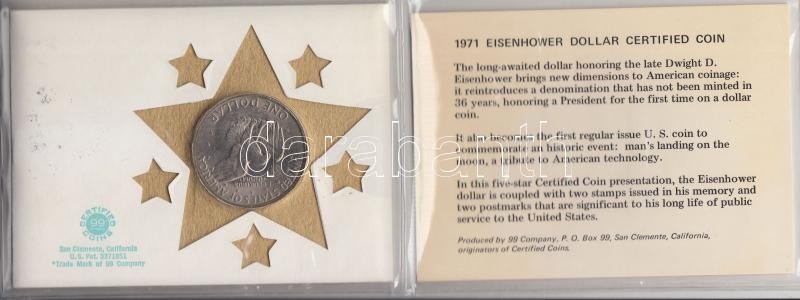 ONE DOLLAR
CERTIFIED
99
COINS
San Clemente, California
U.S. Pat. 3271851
*Trade Mark of 99 Company
1971 EISENHOWER DOLLAR CERTIFIED COIN
The long-awaited dollar honoring the late Dwight D.
Eisenhower brings new dimensions to American coinage:
it reintroduces a denomination that has not been minted in
36 years, honoring a President for the first time on a dollar
coin.
It also becomes the first regular issue U. S. coin to
commemorate an historic event: man's landing on the
moon, a tribute to American technology.
In this five-star Certified Coin presentation, the Eisenhower
dollar is coupled with two stamps issued in his memory and
two postmarks that are significant to his long life of public
service to the United States.
Produced by 99 Company, P. O. Box 99, San Clemente, California,
originators of Certified Coins.
darabanth